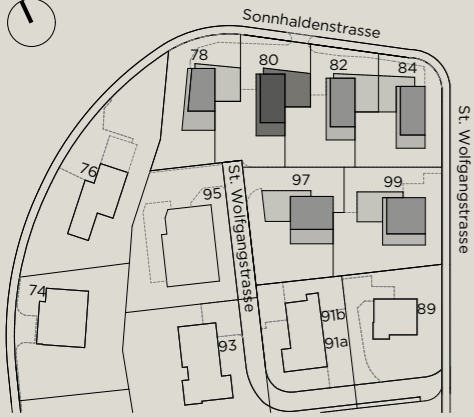 Sonnhaldenstrasse
78
80
82
84
76
95
St. Wolfgangstrasse
97
99
St. Wolfgangstrasse
74
93
91b
91a
89